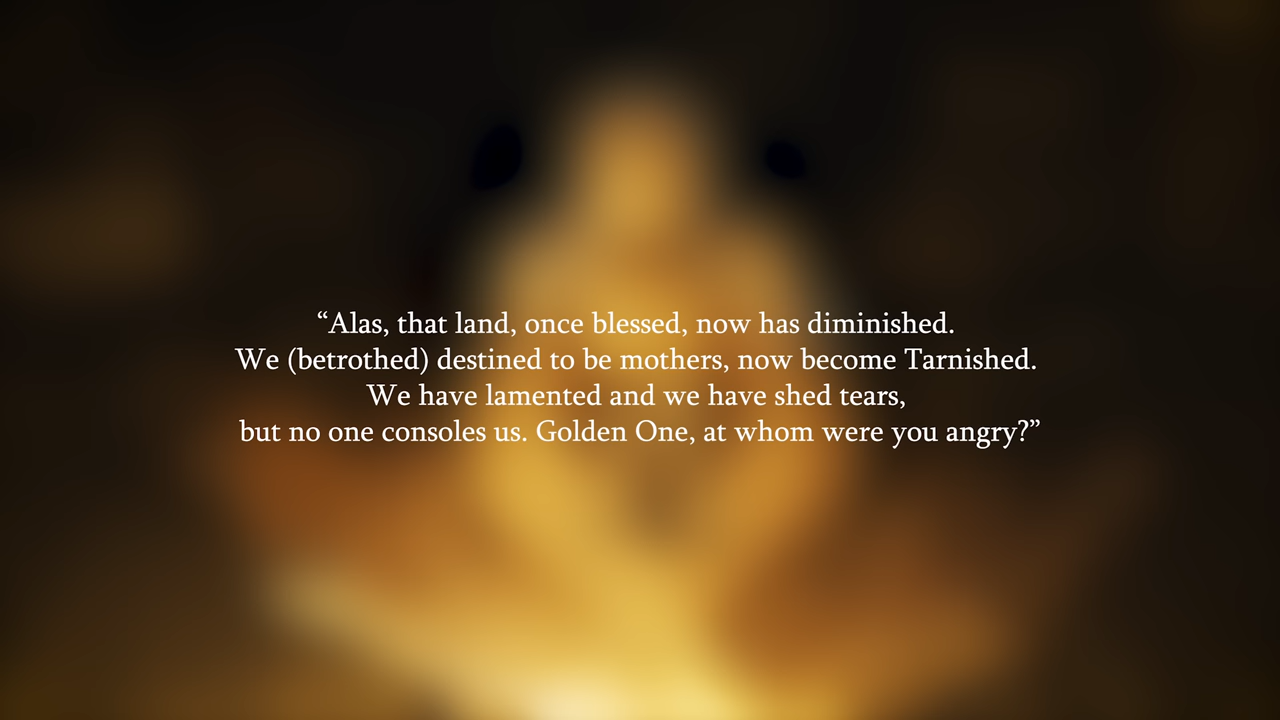 “Alas, that land, once blessed, now has diminished.
We (betrothed) destined to be mothers, now become Tarnished.
We have lamented and we have shed tears,
but no one consoles us. Golden One, at whom were you angry?”